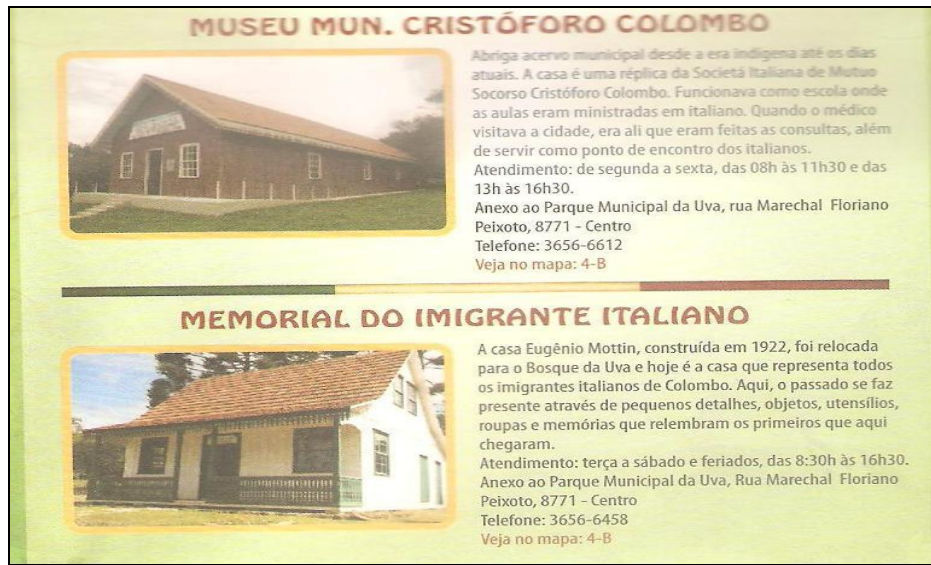 MUSEU MUN. CRISTÓFORO COLOMBO
Abriga acervo municipal desde a era indígena até os dias
atuais. A casa é uma réplica da Societá Italiana de Mutuo
Socorso Cristóforo Colombo. Funcionava como escola onde
as aulas eram ministradas em italiano. Quando o médico
visitava a cidade, era ali que eram feitas as consultas, além
de servir como ponto de encontro dos italianos.
Atendimento: de segunda a sexta, das 08h às 11h30 e das
13h às 16h30.
Anexo ao Parque Municipal da Uva, rua Marechal Floriano
Peixoto, 8771 - Centro
Telefone: 3656-6612
Veja no mapa: 4-B
MEMORIAL DO IMIGRANTE ITALIANO
A casa Eugênio Mottin, construída em 1922, foi relocada
para o Bosque da Uva e hoje é a casa que representa todos
os imigrantes italianos de Colombo. Aqui, o passado se faz
presente através de pequenos detalhes, objetos, utensílios,
roupas e memórias que relembram os primeiros que aqui
chegaram.
Atendimento: terça a sábado e feriados, das 8:30h às 16h30.
Anexo ao Parque Municipal da Uva, Rua Marechal Floriano
Peixoto, 8771 - Centro
Telefone: 3656-6458
Veja no mapa: 4-B